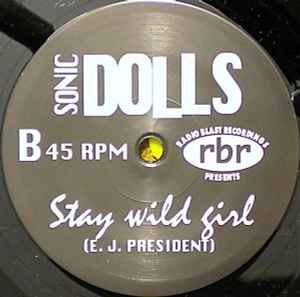 SONIC DOLLS
B 45 RPM
RADIO BLAST RECORDINGS
rbr
PRESENTS
Stay wild girl
(E. J. PRESIDENT)